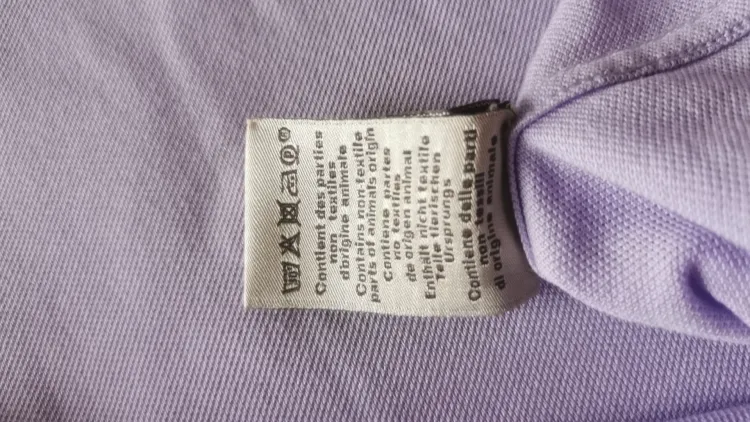 Contient des parties
non textiles
d'origine animale
Contains non-textile
parts of animals origin
Contiene partes
no textiles
de origen animal
Enthält nicht textile
Teile tierischen
Ursprungs
Contiene delle parti
non tessili
di origine animale